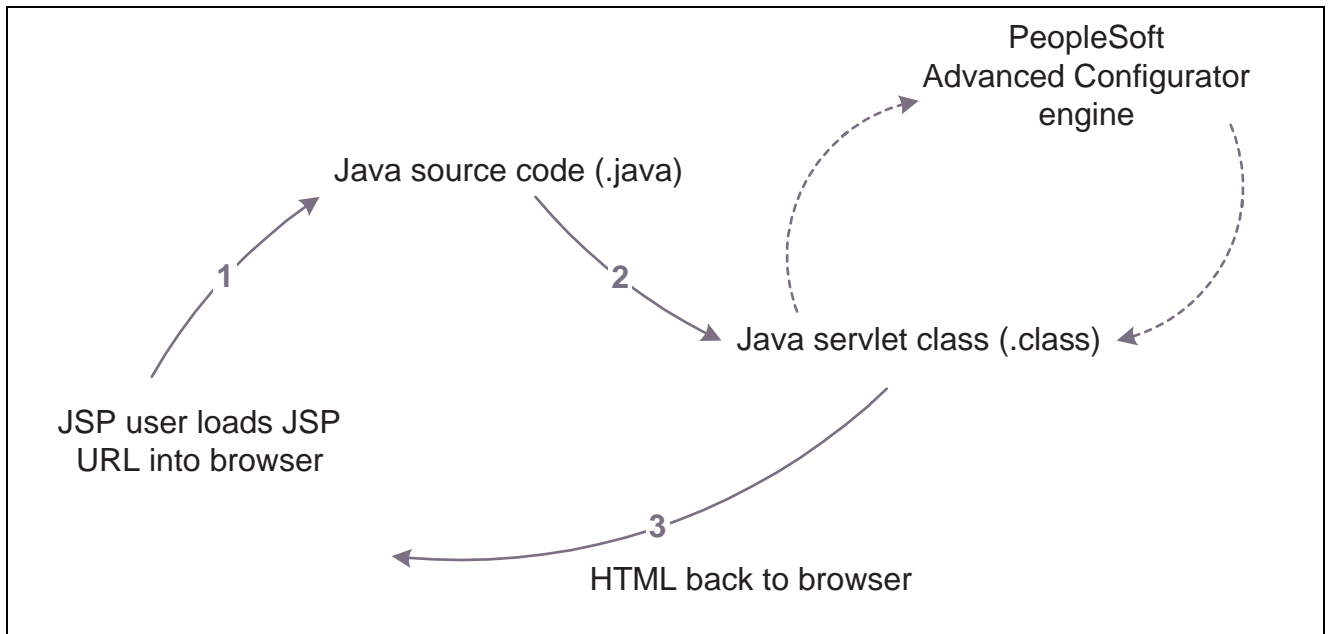 PeopleSoft
Advanced Configurator
engine
Java source code (.java)
1
2
Java servlet class (.class)
JSP user loads JSP
URL into browser
3
HTML back to browser